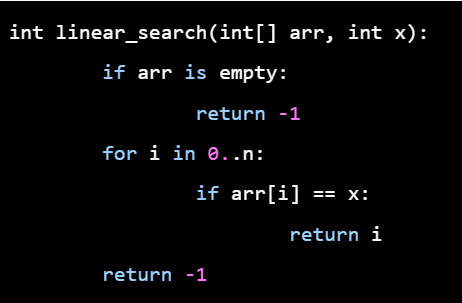 int linear_search(int[] arr, int x):
if arr is empty:
return -1
for i in 0..n:
if arr[i] == x:
return i
return -1